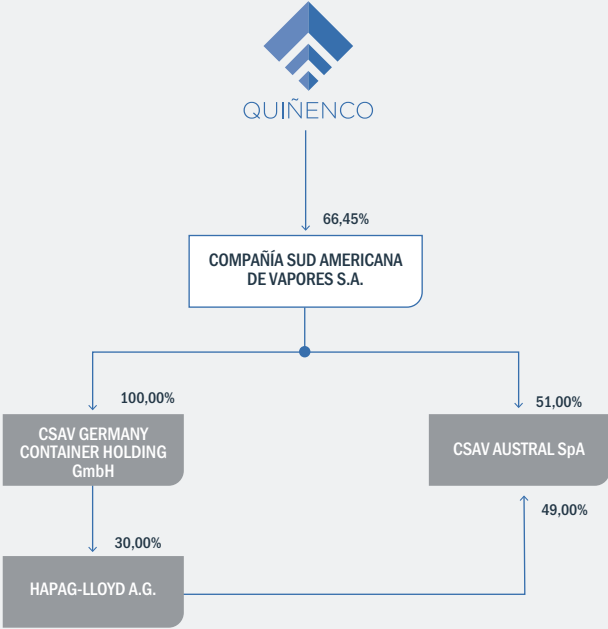 QUIÑENCO
66,45%
COMPAÑÍA SUD AMERICANA
DE VAPORES S.A.
100,00%
51,00%
CSAV GERMANY
CONTAINER HOLDING
GmbH
CSAV AUSTRAL SpA
49,00%
30,00%
HAPAG-LLOYD A.G.